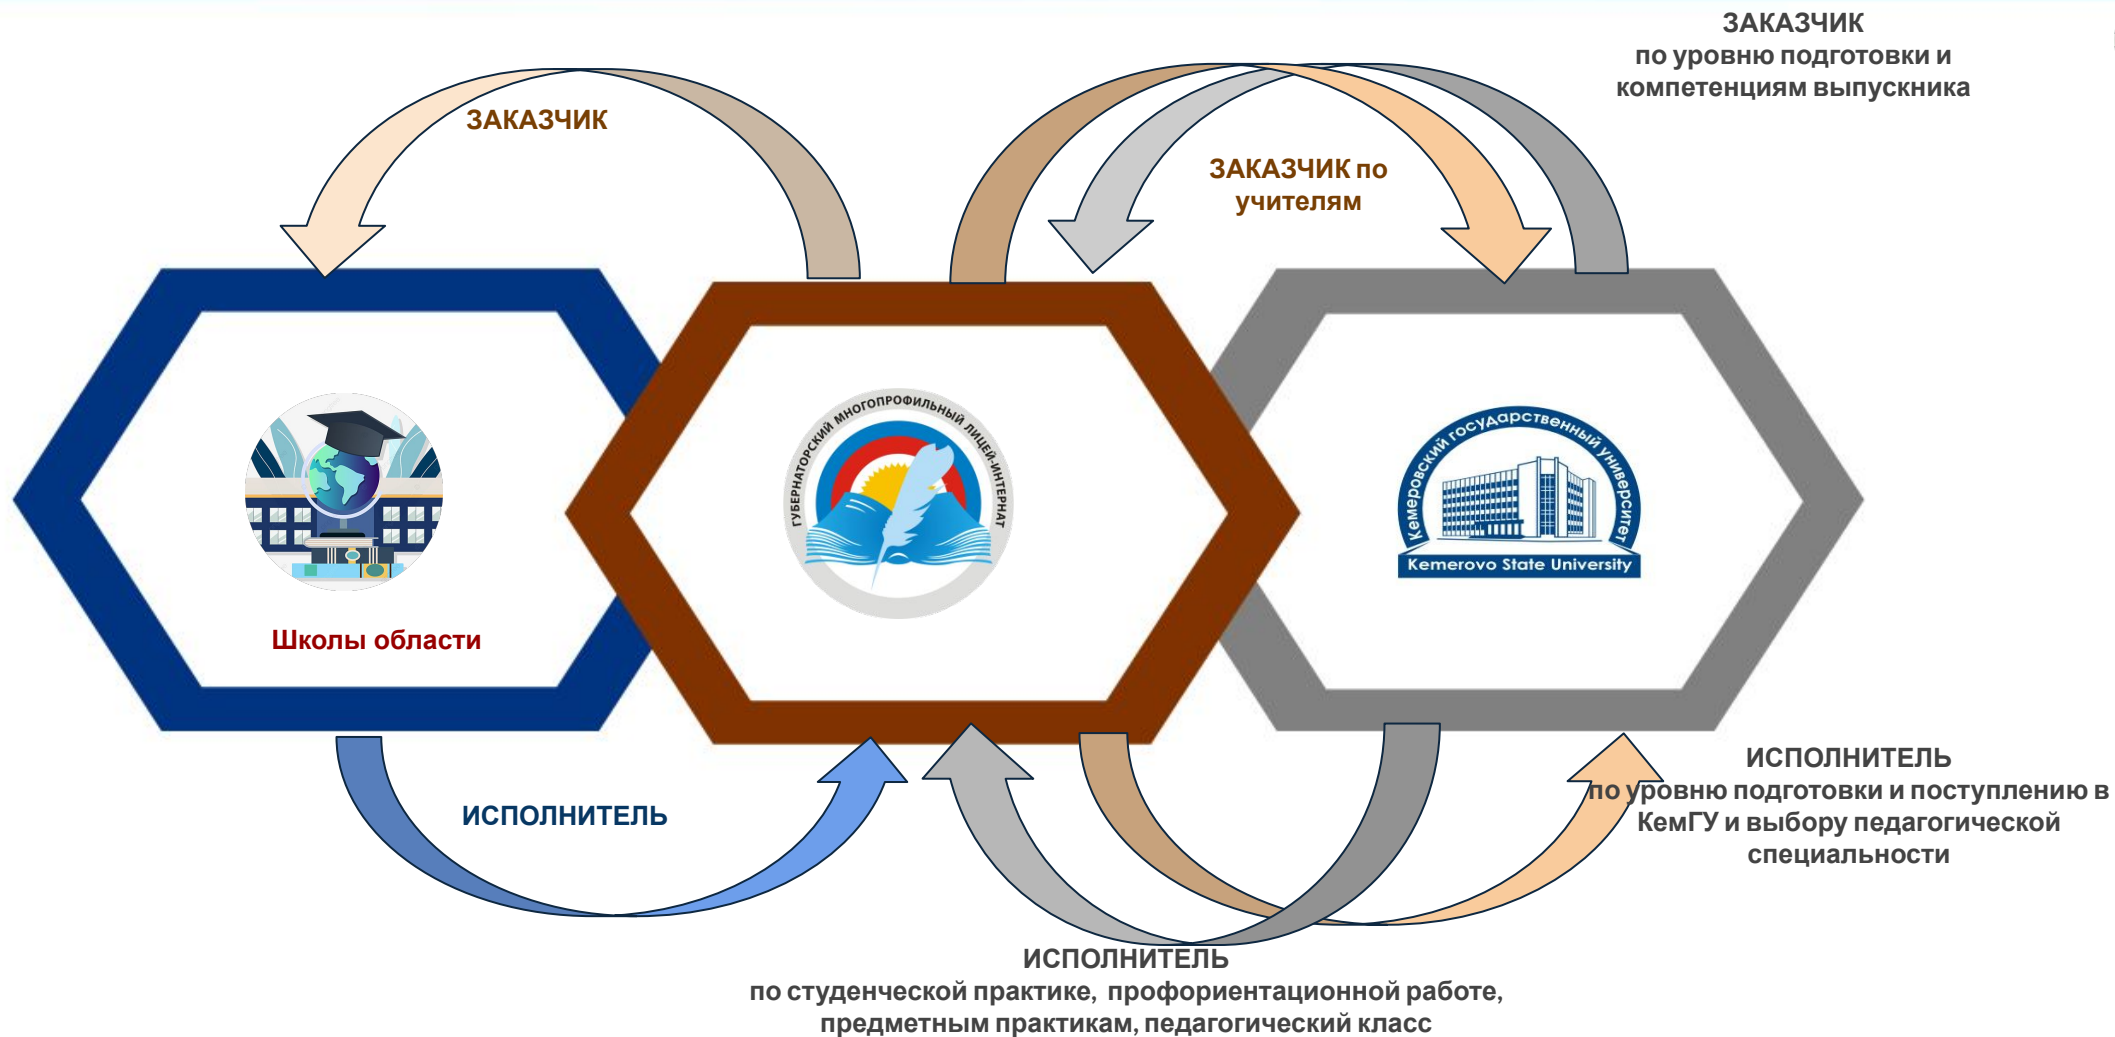 ЗАКАЗЧИК
по уровню подготовки и
компетенциям выпускника
ЗАКАЗЧИК
ЗАКАЗЧИК по
учителям
ГУБЕРНАТОРСКИЙ МНОГОПРОФИЛЬНЫЙ ЛИЦЕЙ-ИНТЕРНАТ
Кемеровский государственный университет
Kemerovo State University
Школы области
ИСПОЛНИТЕЛЬ
ИСПОЛНИТЕЛЬ
по уровню подготовки и поступлению в
КемГУ и выбору педагогической
специальности
ИСПОЛНИТЕЛЬ
по студенческой практике, профориентационной работе,
предметным практикам, педагогический класс